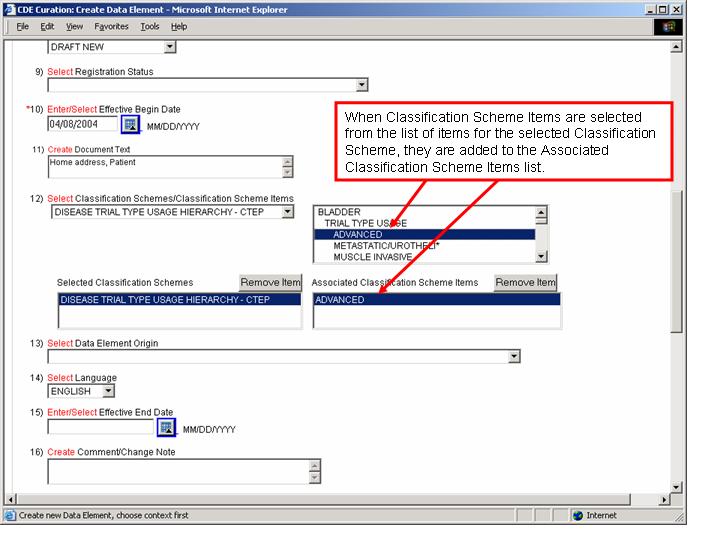 CDE Curation: Create Data Element - Microsoft Internet Explorer
File Edit View Favorites Tools Help
DRAFT NEW
9) Select Registration Status
*10) Enter/Select Effective Begin Date
04/08/2004 MM/DD/YYYY
When Classification Scheme Items are selected
from the list of items for the selected Classification
Scheme, they are added to the Associated
Classification Scheme Items list.
11) Create Document Text
Home address, Patient
12) Select Classification Schemes/Classification Scheme Items
DISEASE TRIAL TYPE USAGE HIERARCHY - CTEP
BLADDER
TRIAL TYPE USAGE
ADVANCED
METASTATIC/UROTHELI*
MUSCLE INVASIVE
Selected Classification Schemes Remove Item Associated Classification Scheme Items Remove Item
DISEASE TRIAL TYPE USAGE HIERARCHY - CTEP ADVANCED
13) Select Data Element Origin
14) Select Language
ENGLISH
15) Enter/Select Effective End Date
MM/DD/YYYY
16) Create Comment/Change Note
Create new Data Element, choose context first Internet